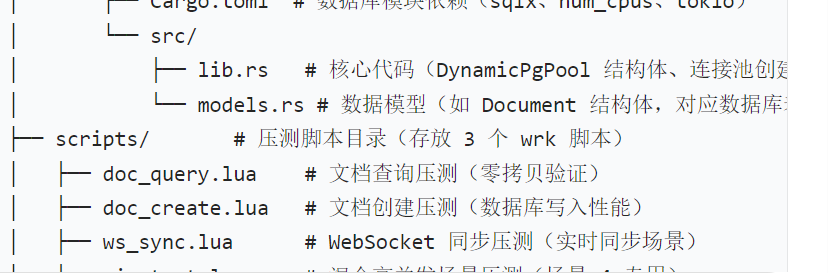 │       ├── Cargo.toml  # 数据库模块依赖（sqlx、num_cpus、tokio）
│       └── src/
│           ├── lib.rs   # 核心代码（DynamicPgPool 结构体、连接池创建
│           └── models.rs # 数据模型（如 Document 结构体，对应数据库
├── scripts/       # 压测脚本目录（存放 3 个 wrk 脚本）
│   ├── doc_query.lua    # 文档查询压测（零拷贝验证）
│   ├── doc_create.lua   # 文档创建压测（数据库写入性能）
│   ├── ws_sync.lua      # WebSocket 同步压测（实时同步场景）